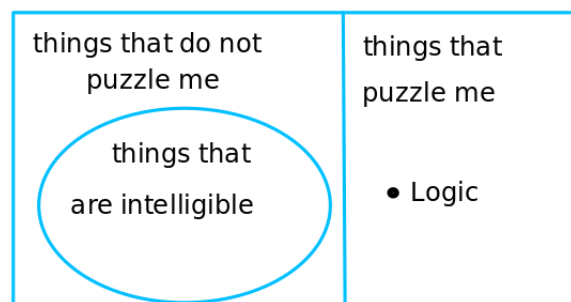 things that do not
puzzle me
things that
are intelligible
things that
puzzle me
Logic